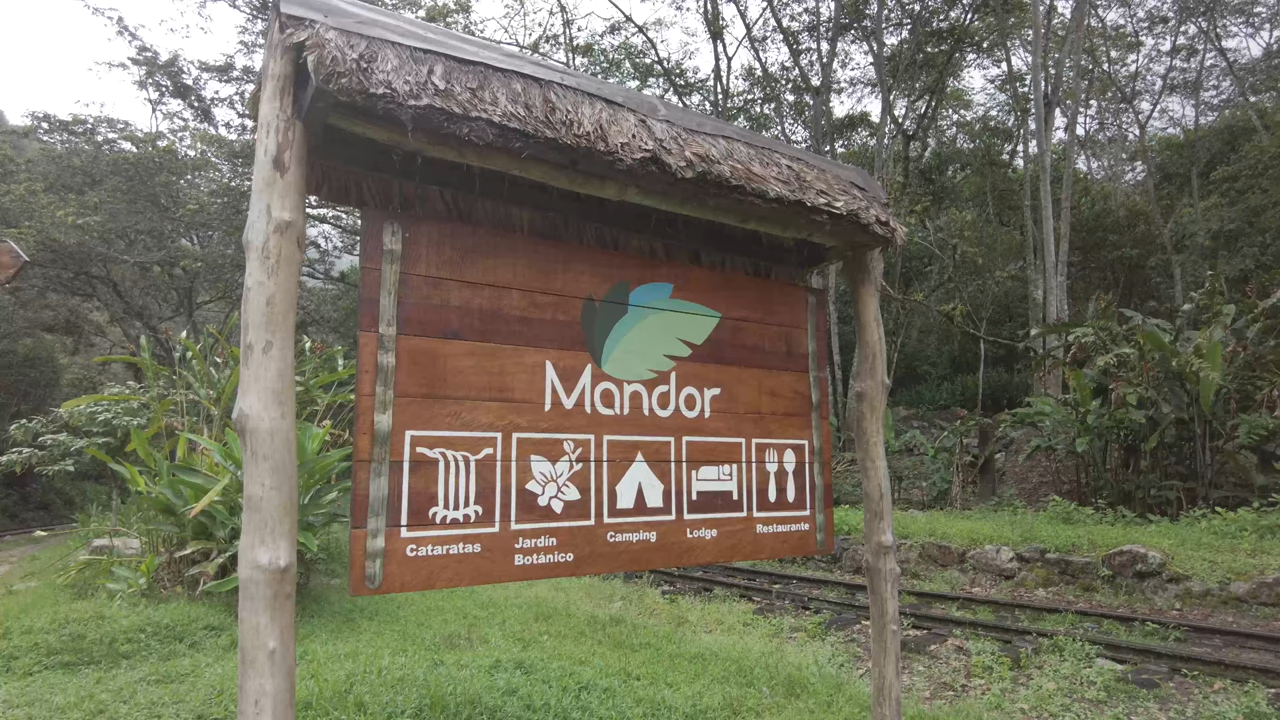 Mandor
Cataratas
Jardín
Botánico
Camping
Lodge
Restaurante